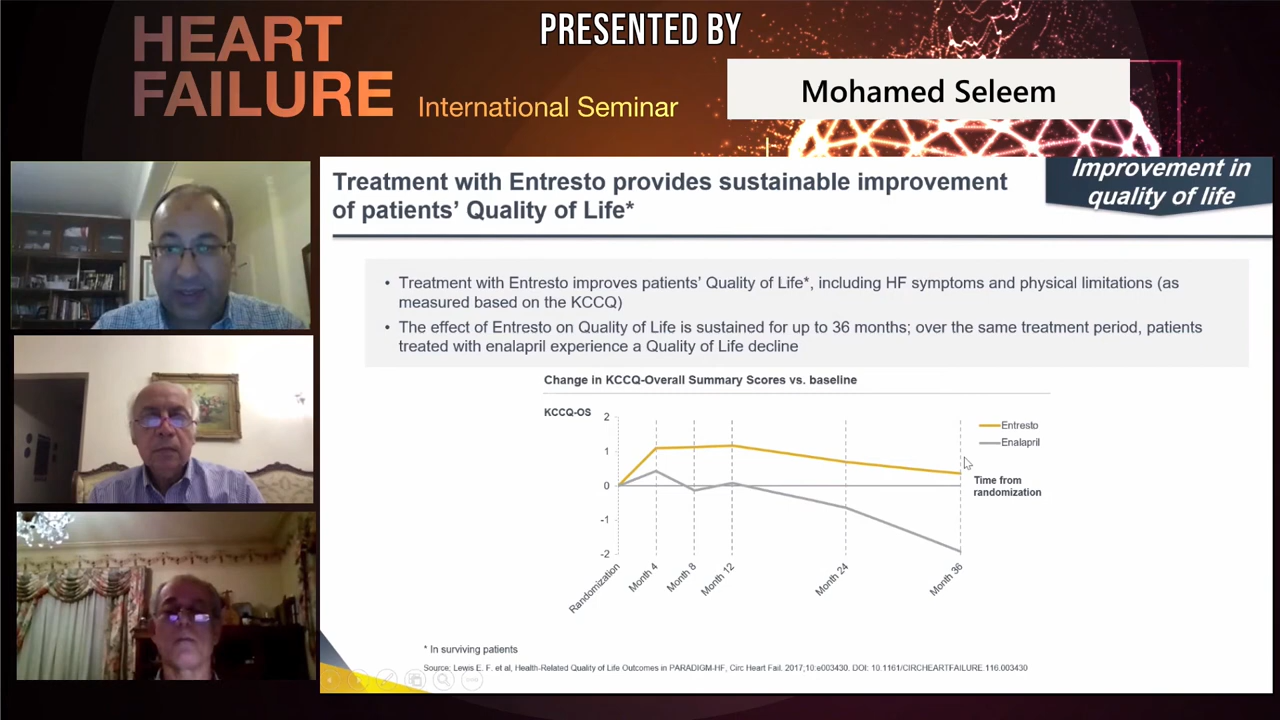 HEART
FAILURE
International Seminar
PRESENTED BY
Mohamed Seleem
Treatment with Entresto provides sustainable improvement
of patients’ Quality of Life*
Improvement in
quality of life
• Treatment with Entresto improves patients’ Quality of Life*, including HF symptoms and physical limitations (as
measured based on the KCCQ)
• The effect of Entresto on Quality of Life is sustained for up to 36 months; over the same treatment period, patients
treated with enalapril experience a Quality of Life decline
Change in KCCQ-Overall Summary Scores vs. baseline
KCCQ-OS
2
1
0
-1
-2
Entresto
Enalapril
Time from
randomization
Randomization
Month 4
Month 8
Month 12
Month 24
Month 36
* In surviving patients
Source: Lewis E. F. et al, Health-Related Quality of Life Outcomes in PARADIGM-HF, Circ Heart Fail. 2017;10:e003430. DOI: 10.1161/CIRCHEARTFAILURE.116.003430